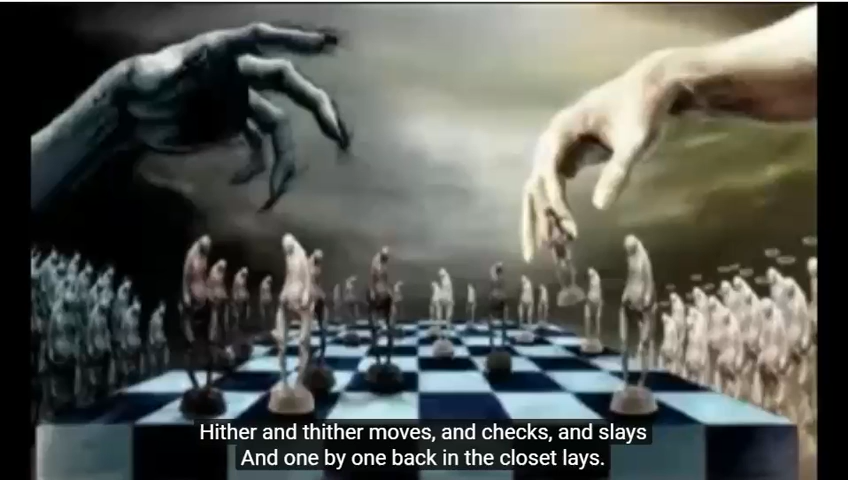 Hither and thither moves, and checks, and slays
And one by one back in the closet lays.